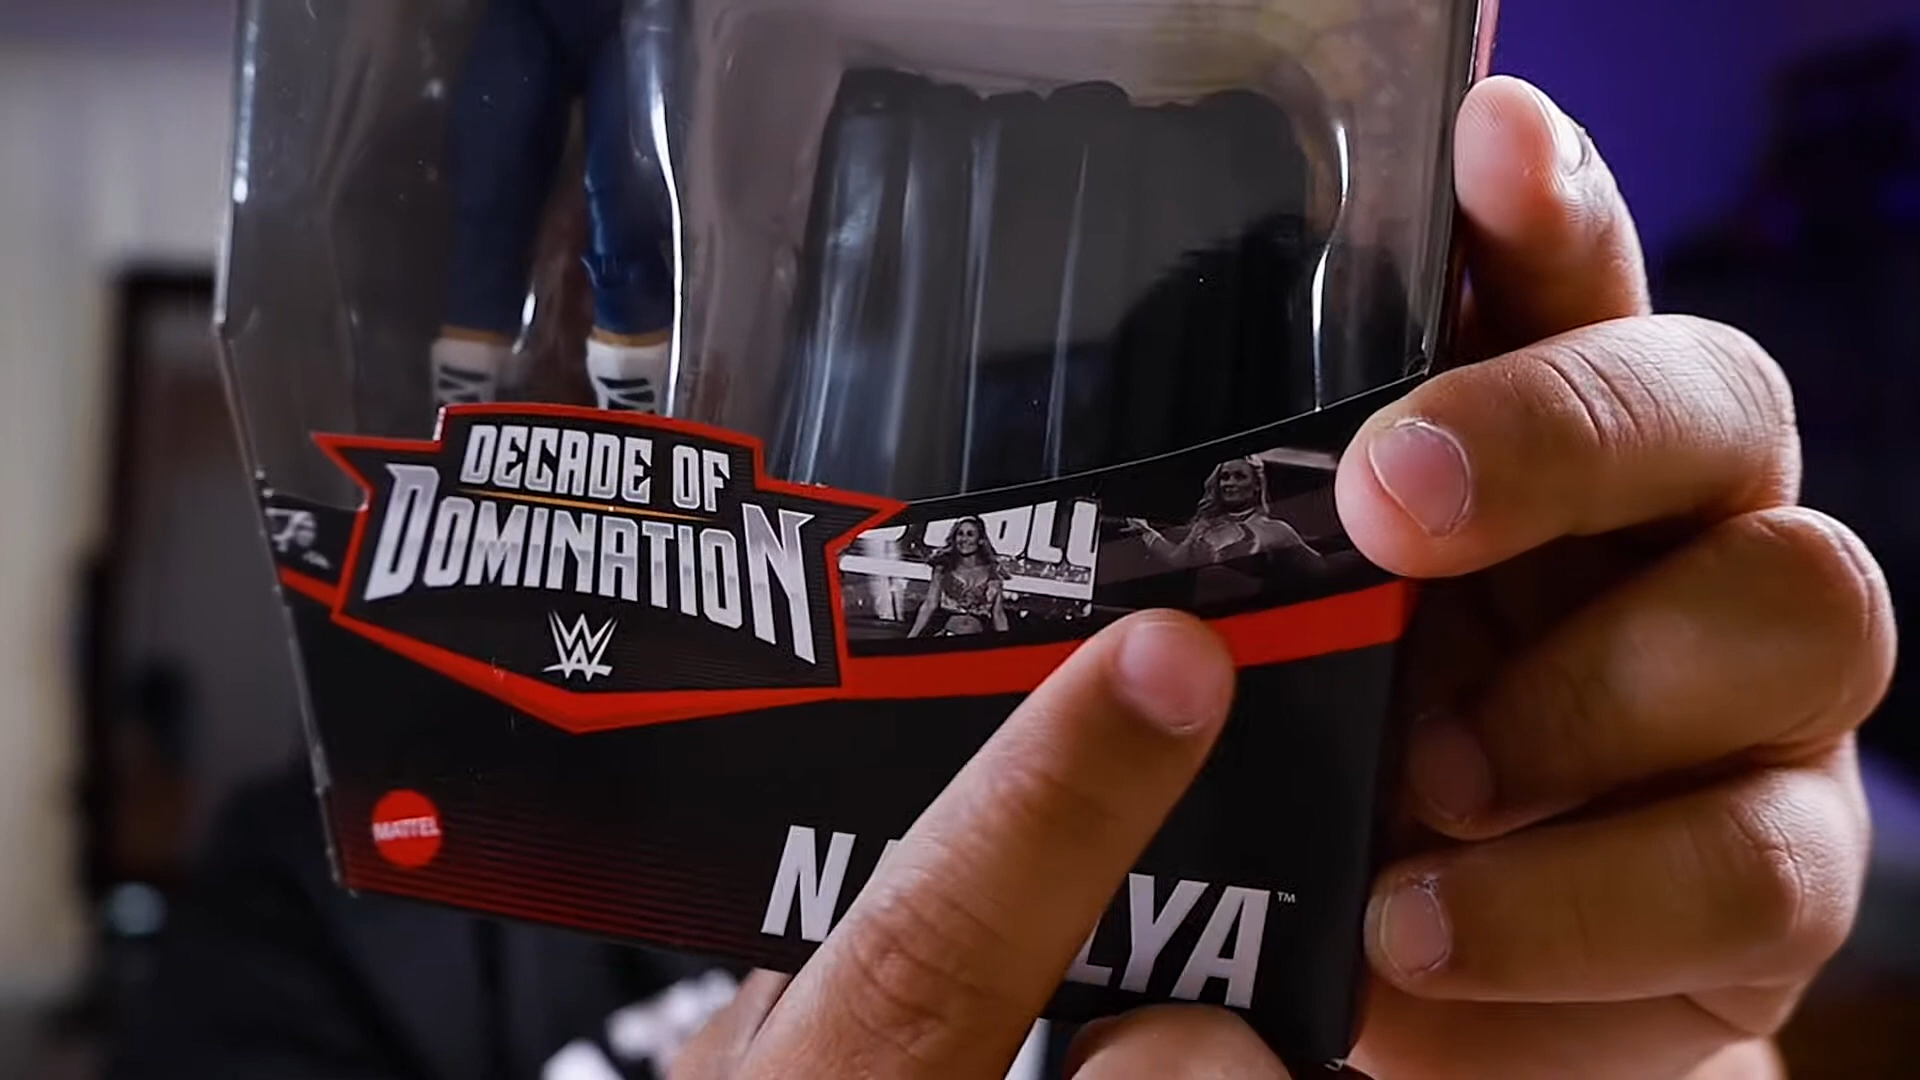 DECADE OF
DOMINATION
W
MATTEL
LYA™